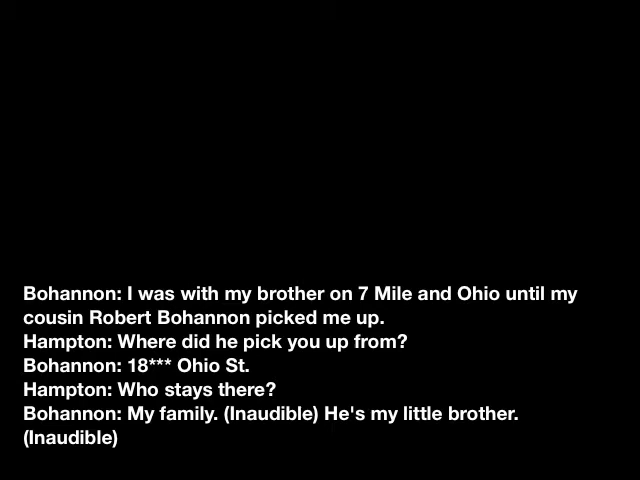 Bohannon: I was with my brother on 7 Mile and Ohio until my
cousin Robert Bohannon picked me up.
Hampton: Where did he pick you up from?
Bohannon: 18*** Ohio St.
Hampton: Who stays there?
Bohannon: My family. (Inaudible) He's my little brother.
(Inaudible)